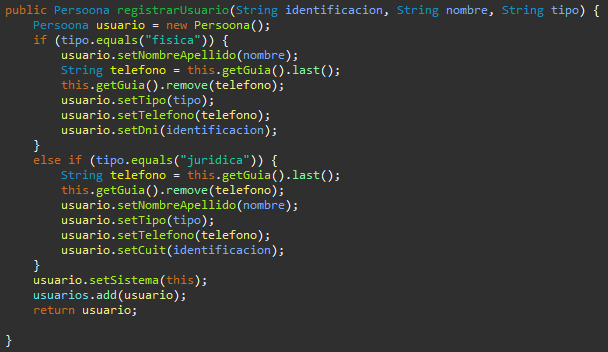 public Persoona registrarUsuario(String identificacion, String nombre, String tipo) {
    Persoona usuario = new Persoona();
    if (tipo.equals("fisica")) {
        usuario.setNombreApellido(nombre);
        String telefono = this.getGuia().last();
        this.getGuia().remove(telefono);
        usuario.setTipo(tipo);
        usuario.setTelefono(telefono);
        usuario.setDni(identificacion);
    }
    else if (tipo.equals("juridica")) {
        String telefono = this.getGuia().last();
        this.getGuia().remove(telefono);
        usuario.setNombreApellido(nombre);
        usuario.setTipo(tipo);
        usuario.setTelefono(telefono);
        usuario.setCuit(identificacion);
    }
    usuario.setSistema(this);
    usuarios.add(usuario);
    return usuario;

}